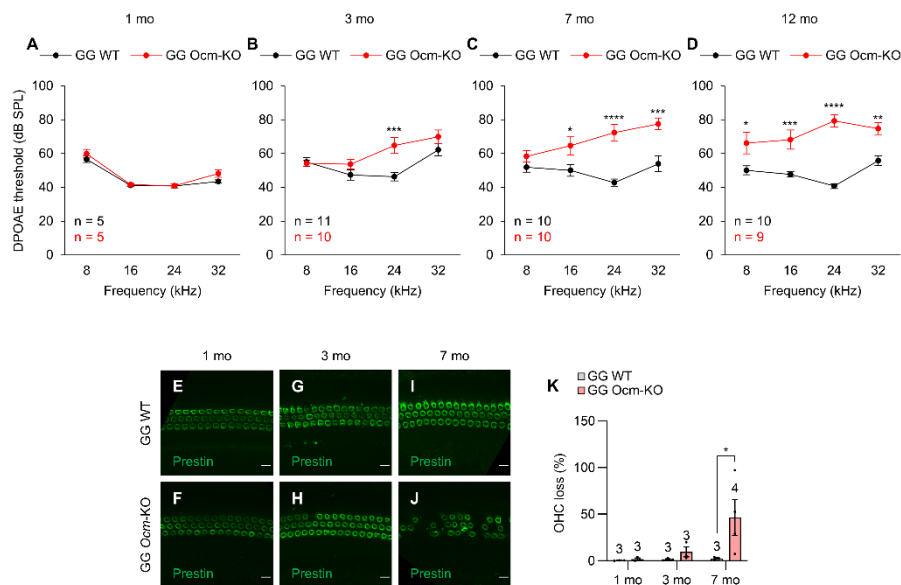 1 mo 3 mo 7 mo 12 mo
A GG WT GG Ocm-KO B GG WT GG Ocm-KO C GG WT GG Ocm-KO D GG WT GG Ocm-KO
DPOAE threshold (dB SPL)
100 80 60 40 20 0
n = 5
n = 5
8 16 24 32
Frequency (kHz)
100 80 60 40 20 0
***
n = 11
n = 10
8 16 24 32
Frequency (kHz)
100 80 60 40 20 0
* **** ***
n = 10
n = 10
8 16 24 32
Frequency (kHz)
100 80 60 40 20 0
* *** **** **
n = 10
n = 9
8 16 24 32
Frequency (kHz)
1 mo 3 mo 7 mo
GG WT
E G I
Prestin Prestin Prestin
GG Ocm-KO
F H J
Prestin Prestin Prestin
K
GG WT
GG Ocm-KO
OHC loss (%)
150
100
50
0
*
3 3 3 3 3 4
1 mo 3 mo 7 mo